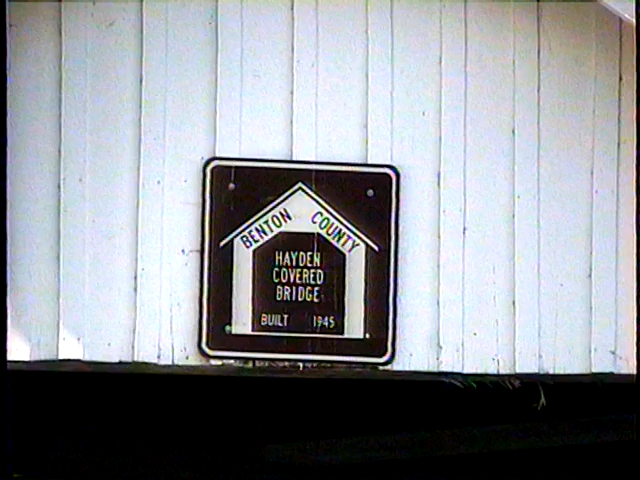 BENTON COUNTY
HAYDEN
COVERED
BRIDGE
BUILT 1945